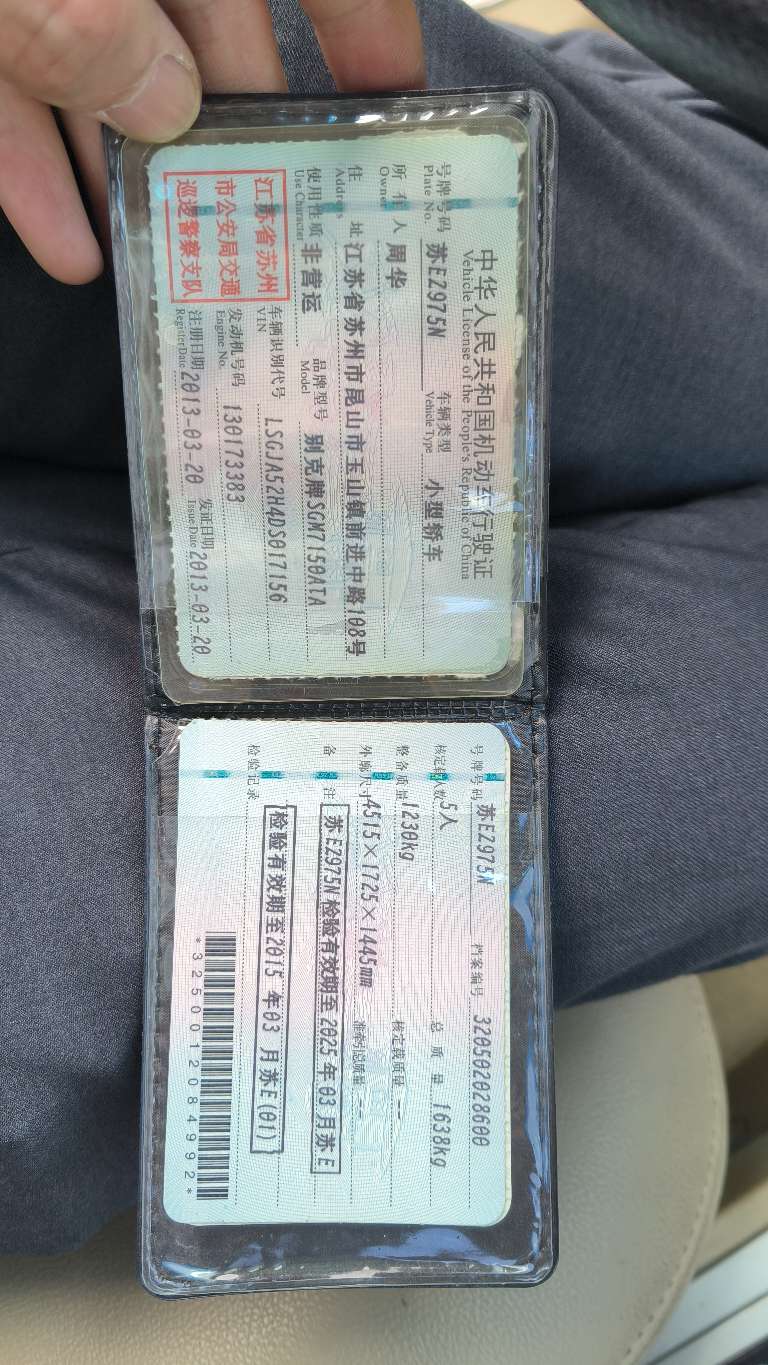 中华人民共和国机动车行驶证
Vehicle License of the People's Republic of China
号牌号码 苏EZ975N 车辆类型 小型轿车
Plate No. Vehicle Type
所有人 周华
Owner
住址 江苏省苏州市昆山市玉山镇前进中路108号
Address
使用性质 非营运 品牌型号 别克牌SGM7150ATA
Use Character Model
江苏省苏州
市公安局交通
巡逻警察支队
车辆识别代号 LSGJA52H4DS017156
VIN
发动机号码 130173383
Engine No.
注册日期 2013-03-20 发证日期 2013-03-20
Register Date Issue Date
号牌号码 苏EZ975N 档案编号 320502028600
核定载人数 5人 总质量 1638kg
整备质量 1230kg 核定载质量 --
外廓尺寸 4515×1725×1445mm 准牵引总质量 --
备注 苏EZ975N 检验有效期至2025年03月苏E
检验记录 检验有效期至2015年03月苏E(01)
*3250012084992*